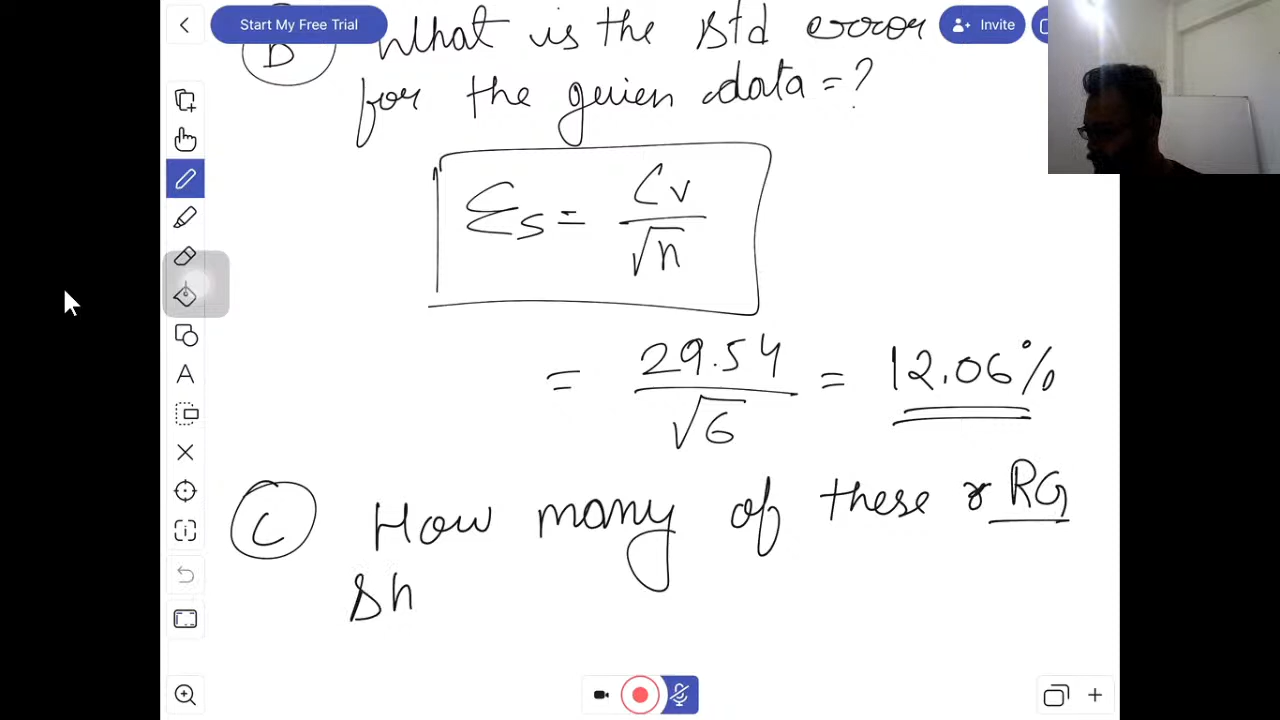 Start My Free Trial
Invite
B What is the std error
for the given data = ?
Es = Cv / √n
= 29.54 / √6 = 12.06%
C How many of these r RG
sh